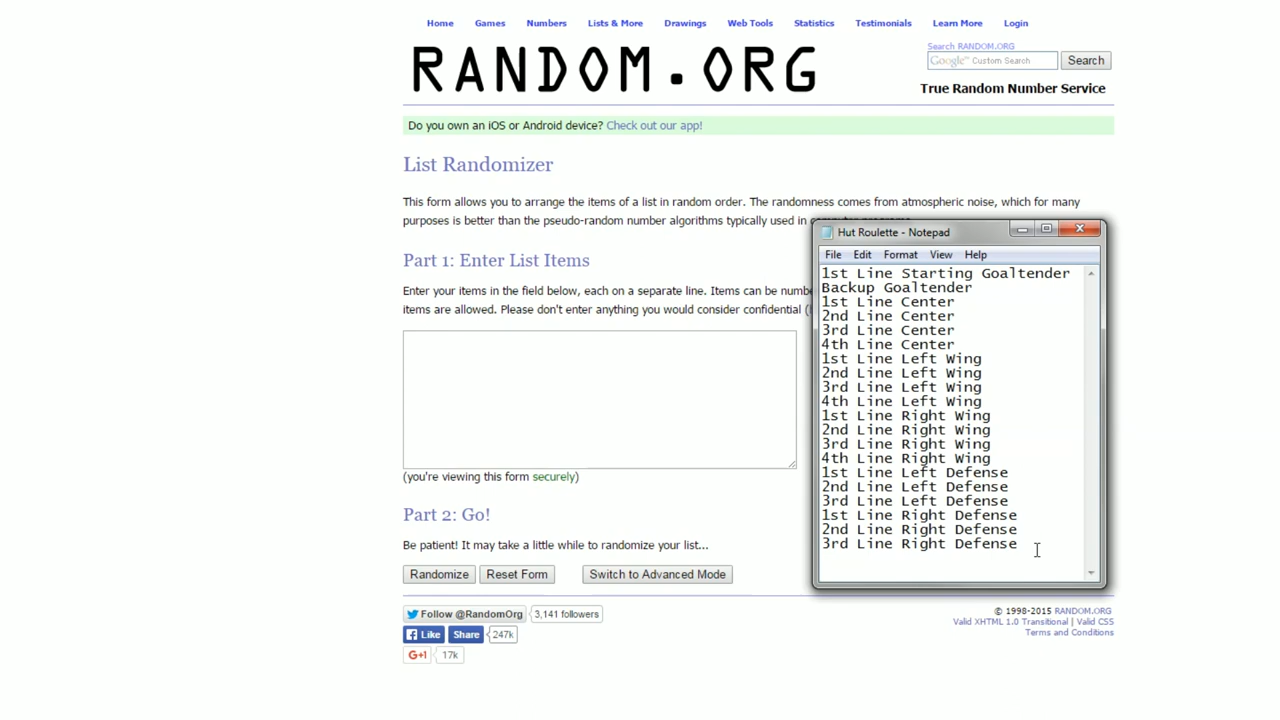 Home Games Numbers Lists & More Drawings Web Tools Statistics Testimonials Learn More Login
RANDOM.ORG
Search RANDOM.ORG
Google™ Custom Search Search
True Random Number Service
Do you own an iOS or Android device? Check out our app!
List Randomizer
This form allows you to arrange the items of a list in random order. The randomness comes from atmospheric noise, which for many
purposes is better than the pseudo-random number algorithms typically used in
Part 1: Enter List Items
Enter your items in the field below, each on a separate line. Items can be
items are allowed. Please don't enter anything you would consider confidential
(you're viewing this form securely)
Part 2: Go!
Be patient! It may take a little while to randomize your list...
Randomize Reset Form Switch to Advanced Mode
Follow @RandomOrg 3,141 followers
Like Share 247k
G+1 17k
Hut Roulette - Notepad
File Edit Format View Help
1st Line Starting Goaltender
Backup Goaltender
1st Line Center
2nd Line Center
3rd Line Center
4th Line Center
1st Line Left Wing
2nd Line Left Wing
3rd Line Left Wing
4th Line Left Wing
1st Line Right Wing
2nd Line Right Wing
3rd Line Right Wing
4th Line Right Wing
1st Line Left Defense
2nd Line Left Defense
3rd Line Left Defense
1st Line Right Defense
2nd Line Right Defense
3rd Line Right Defense
© 1998-2015 RANDOM.ORG
Valid XHTML 1.0 Transitional | Valid CSS
Terms and Conditions